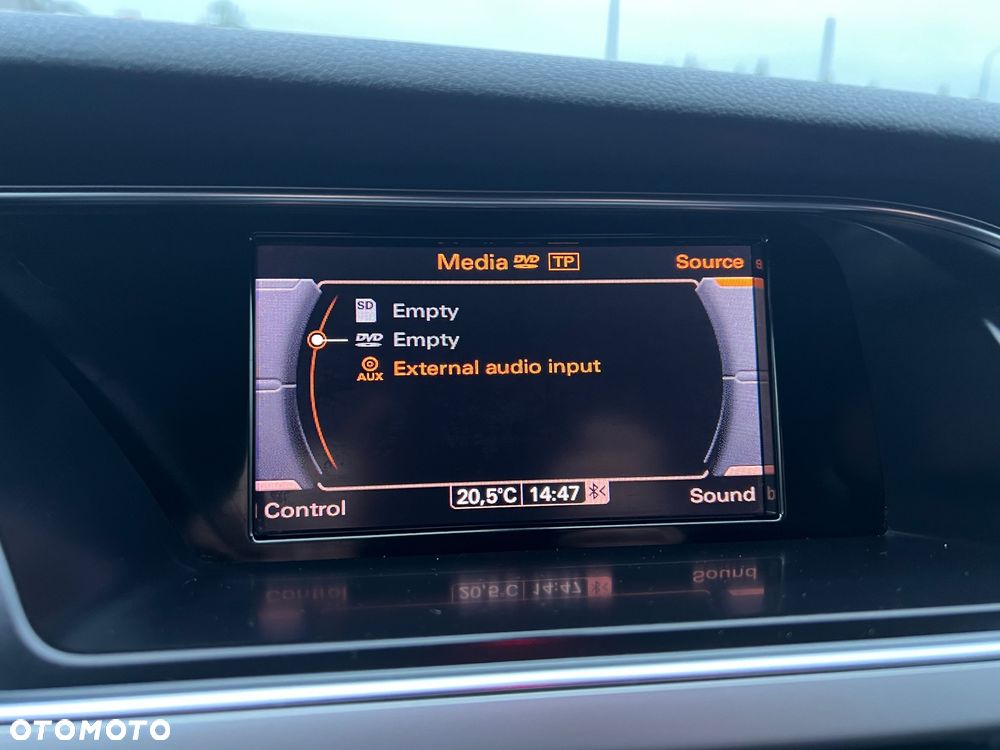 Media DVD TP Source
SD Empty
DVD Empty
AUX External audio input
Control 20,5°C 14:47 Sound
OTOMOTO